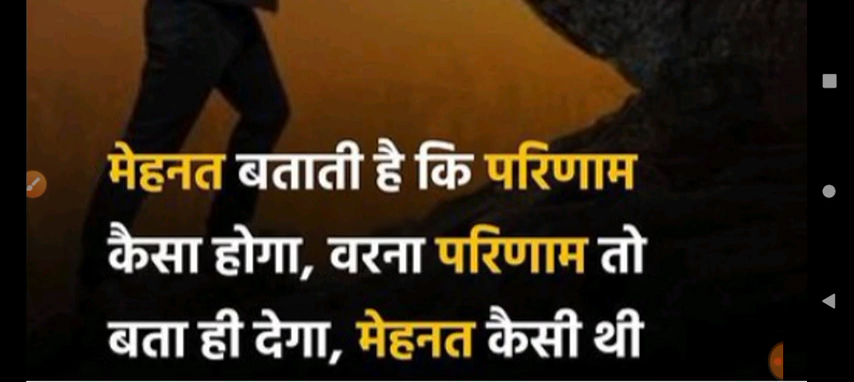 मेहनत बताती है कि परिणाम
कैसा होगा, वरना परिणाम तो
बता ही देगा, मेहनत कैसी थी